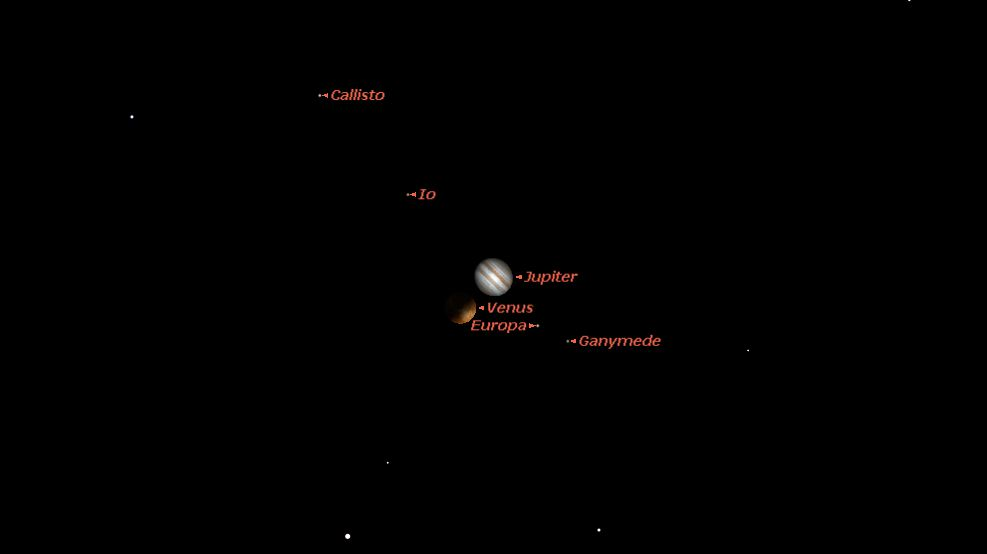 Callisto
Io
Jupiter
Venus
Europa
Ganymede